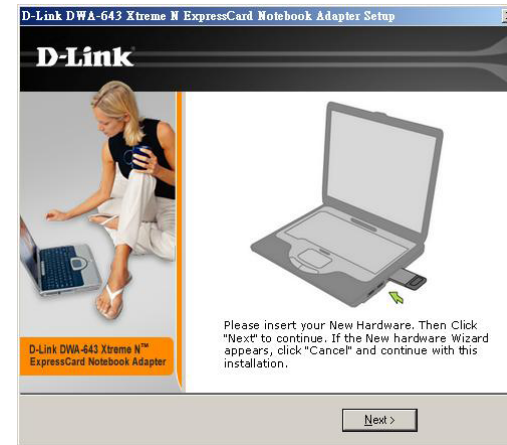 D-Link DWA-643 Xtreme N ExpressCard Notebook Adapter Setup
D-Link
Please insert your New Hardware. Then Click
"Next" to continue. If the New hardware Wizard
appears, click "Cancel" and continue with this
installation.
D-Link DWA-643 Xtreme N™
ExpressCard Notebook Adapter
Next >